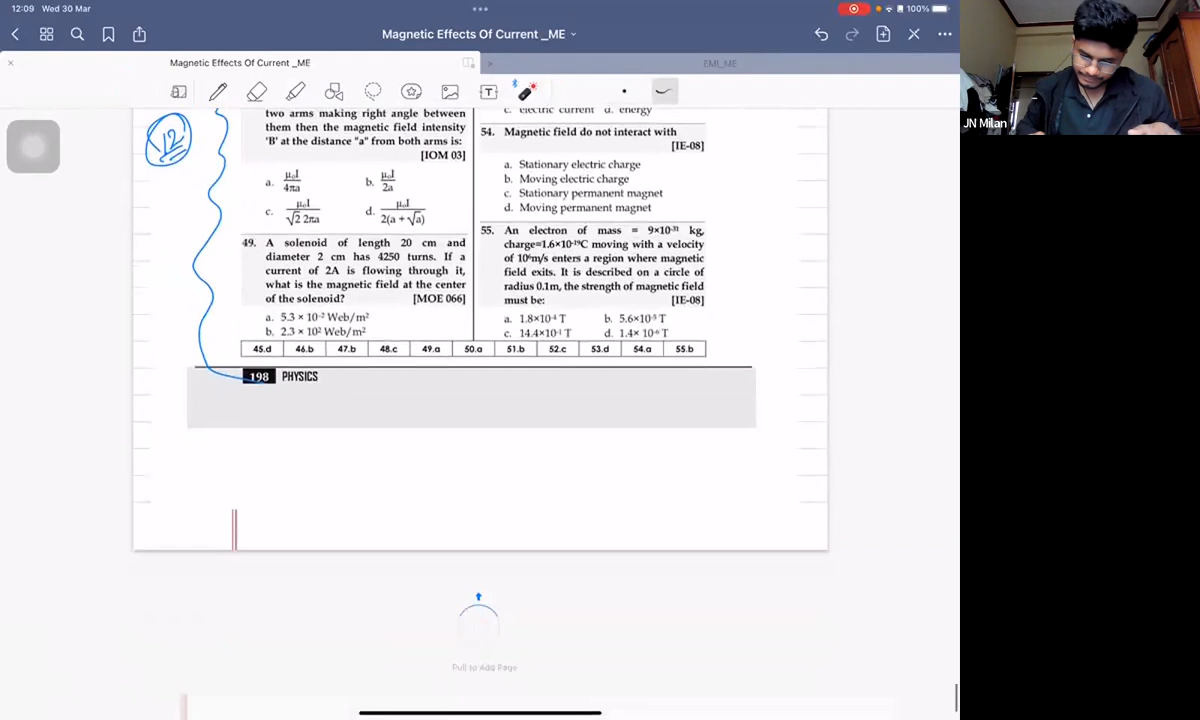 12:09 Wed 30 Mar
100%
Magnetic Effects Of Current _ME
Magnetic Effects Of Current _ME
EMI_ME
JN Milan
12
two arms making right angle between
them then the magnetic field intensity
'B' at the distance "a" from both arms is:
[IOM 03]
a. μ₀I/4πa b. μ₀I/2a
c. μ₀I/√2 2πa d. μ₀I/2(a + √a)
49. A solenoid of length 20 cm and
diameter 2 cm has 4250 turns. If a
current of 2A is flowing through it,
what is the magnetic field at the center
of the solenoid? [MOE 066]
a. 5.3 × 10⁻² Web/m²
b. 2.3 × 10² Web/m²
c. electric current d. energy
54. Magnetic field do not interact with
[IE-08]
a. Stationary electric charge
b. Moving electric charge
c. Stationary permanent magnet
d. Moving permanent magnet
55. An electron of mass = 9×10⁻³¹ kg,
charge=1.6×10⁻¹⁹C moving with a velocity
of 10⁶m/s enters a region where magnetic
field exits. It is described on a circle of
radius 0.1m, the strength of magnetic field
must be: [IE-08]
a. 1.8×10⁻⁴ T b. 5.6×10⁻⁵ T
c. 14.4×10⁻⁵ T d. 1.4× 10⁻⁶ T
45.d 46.b 47.b 48.c 49.a 50.a 51.b 52.c 53.d 54.a 55.b
198 PHYSICS
Pull to Add Page